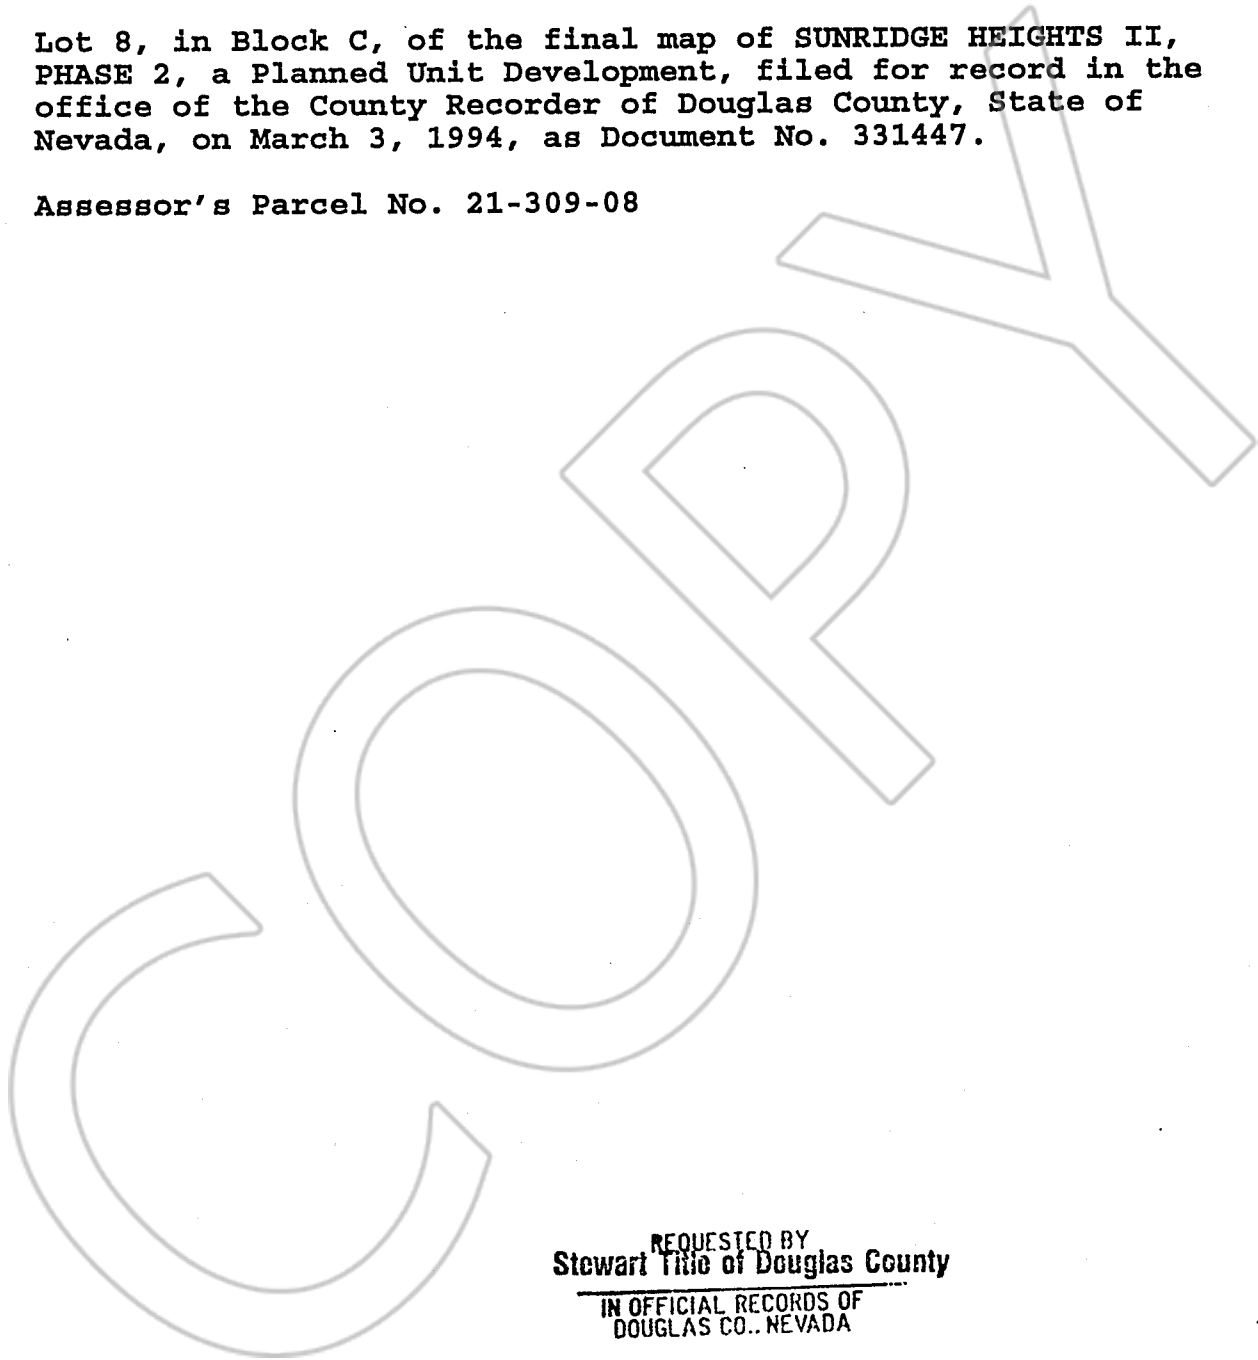 Lot 8, in Block C, of the final map of SUNRIDGE HEIGHTS II,
PHASE 2, a Planned Unit Development, filed for record in the
office of the County Recorder of Douglas County, State of
Nevada, on March 3, 1994, as Document No. 331447.
Assessor's Parcel No. 21-309-08
COPY
REQUESTED BY
Stewart Title of Douglas County
IN OFFICIAL RECORDS OF
DOUGLAS CO., NEVADA